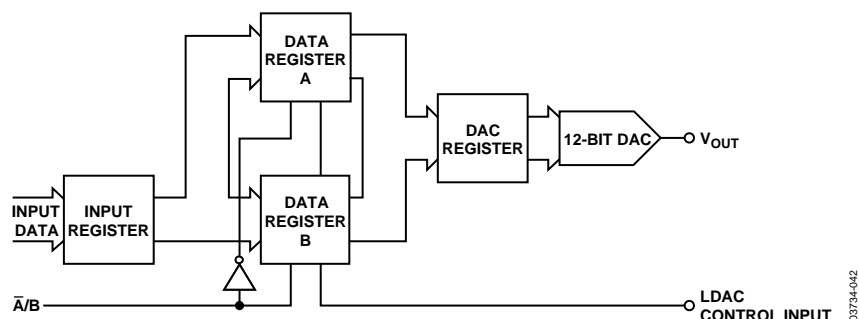 DATA
REGISTER
A
DAC
REGISTER
12-BIT DAC
VOUT
INPUT
DATA
INPUT
REGISTER
DATA
REGISTER
B
A̅/B
LDAC
CONTROL INPUT
03734-042